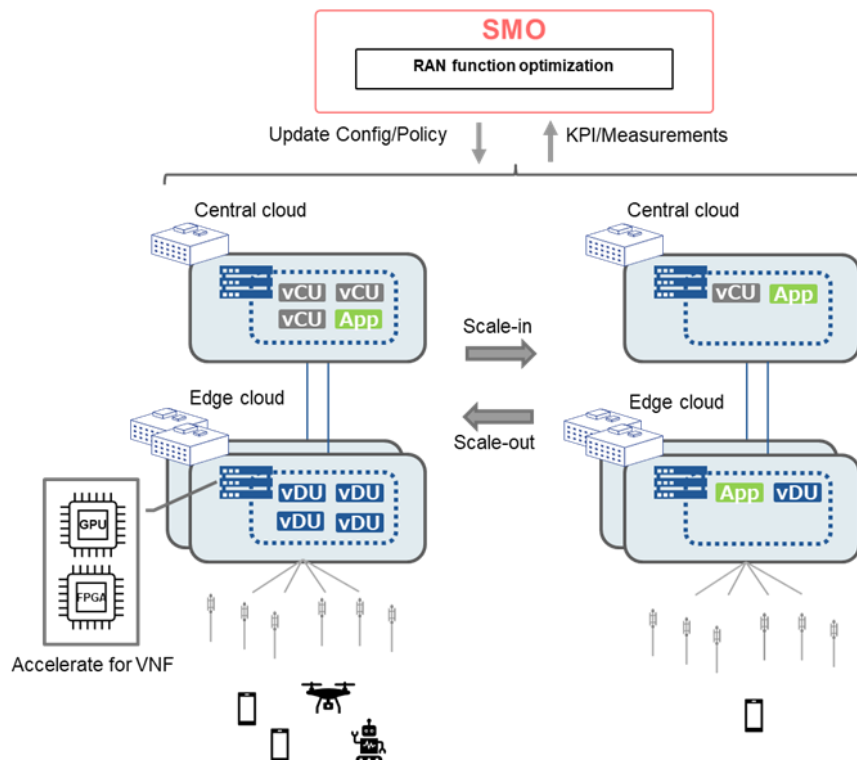 SMO
RAN function optimization
Update Config/Policy
KPI/Measurements
Central cloud
Central cloud
vCU vCU
vCU App
vCU App
Scale-in
Scale-out
Edge cloud
Edge cloud
vDU vDU
vDU vDU
App vDU
GPU
FPGA
Accelerate for VNF